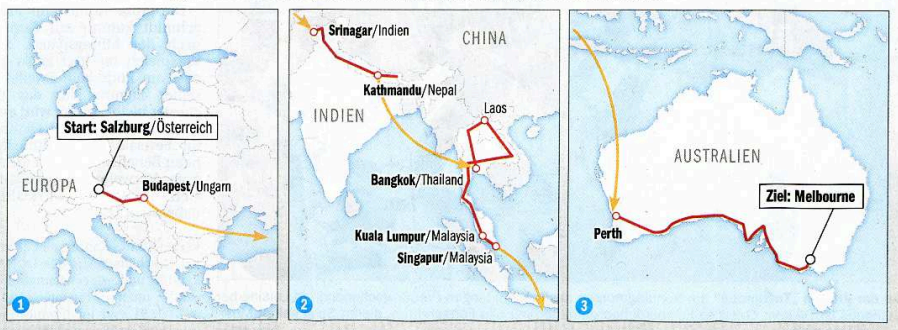 Start: Salzburg/Österreich
EUROPA
Budapest/Ungarn
1
Srinagar/Indien
CHINA
Kathmandu/Nepal
INDIEN
Laos
Bangkok/Thailand
Kuala Lumpur/Malaysia
Singapur/Malaysia
2
AUSTRALIEN
Ziel: Melbourne
Perth
3